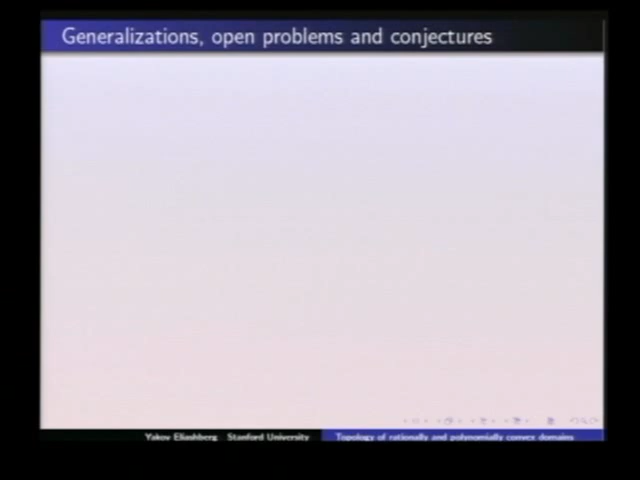 Generalizations, open problems and conjectures
Yakov Eliashberg Stanford University
Topology of rationally and polynomially convex domains